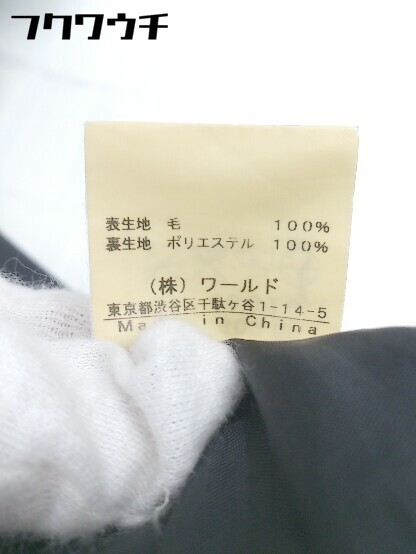 フクワウチ
表生地 毛 100%
裏生地 ポリエステル 100%
(株)ワールド
東京都渋谷区千駄ケ谷1-14-5
Made in China